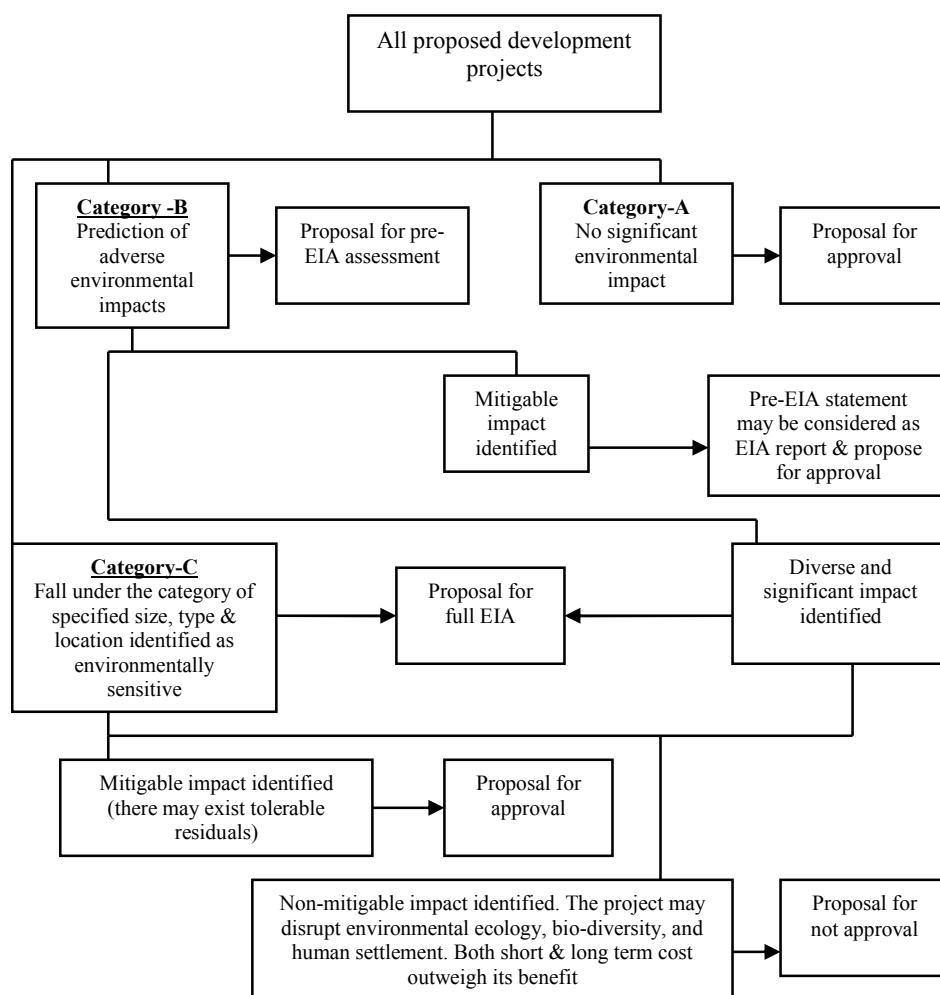 All proposed development
projects
Category -B
Prediction of
adverse
environmental
impacts
Proposal for pre-
EIA assessment
Category-A
No significant
environmental
impact
Proposal for
approval
Mitigable
impact
identified
Pre-EIA statement
may be considered as
EIA report & propose
for approval
Category-C
Fall under the category of
specified size, type &
location identified as
environmentally
sensitive
Proposal for
full EIA
Diverse and
significant impact
identified
Mitigable impact identified
(there may exist tolerable
residuals)
Proposal for
approval
Non-mitigable impact identified. The project may
disrupt environmental ecology, bio-diversity, and
human settlement. Both short & long term cost
outweigh its benefit
Proposal for
not approval